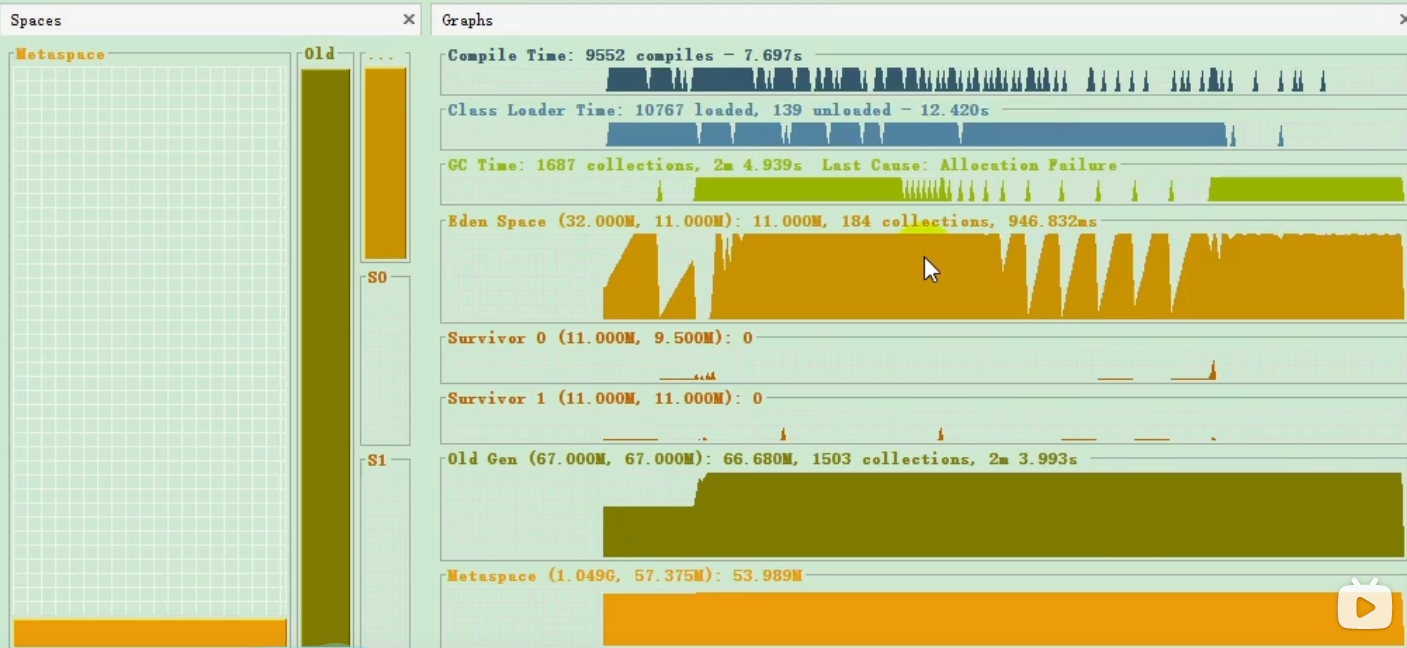 Spaces
Graphs
Metaspace
Old
...
S0
S1
Compile Time: 9552 compiles - 7.697s
Class Loader Time: 10767 loaded, 139 unloaded - 12.420s
GC Time: 1687 collections, 2m 4.939s Last Cause: Allocation Failure
Eden Space (32.000M, 11.000M): 11.000M, 184 collections, 946.832ms
Survivor 0 (11.000M, 9.500M): 0
Survivor 1 (11.000M, 11.000M): 0
Old Gen (67.000M, 67.000M): 66.680M, 1503 collections, 2m 3.993s
Metaspace (1.049G, 57.375M): 53.989M